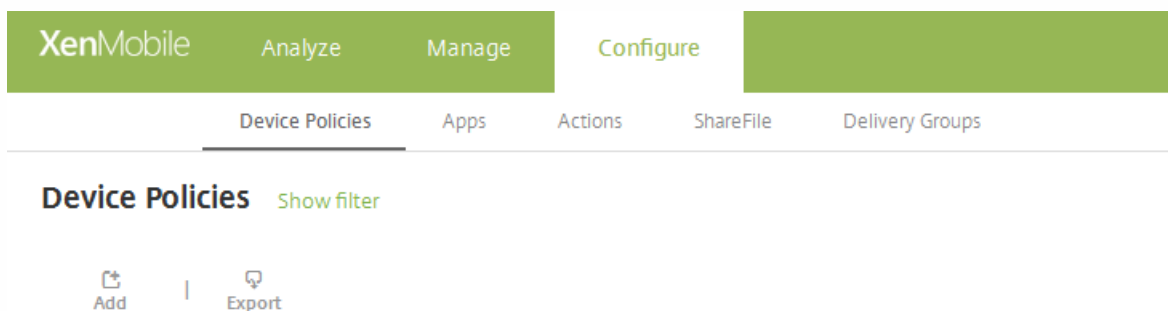 XenMobile Analyze Manage Configure
Device Policies Apps Actions ShareFile Delivery Groups
Device Policies Show filter
Add | Export